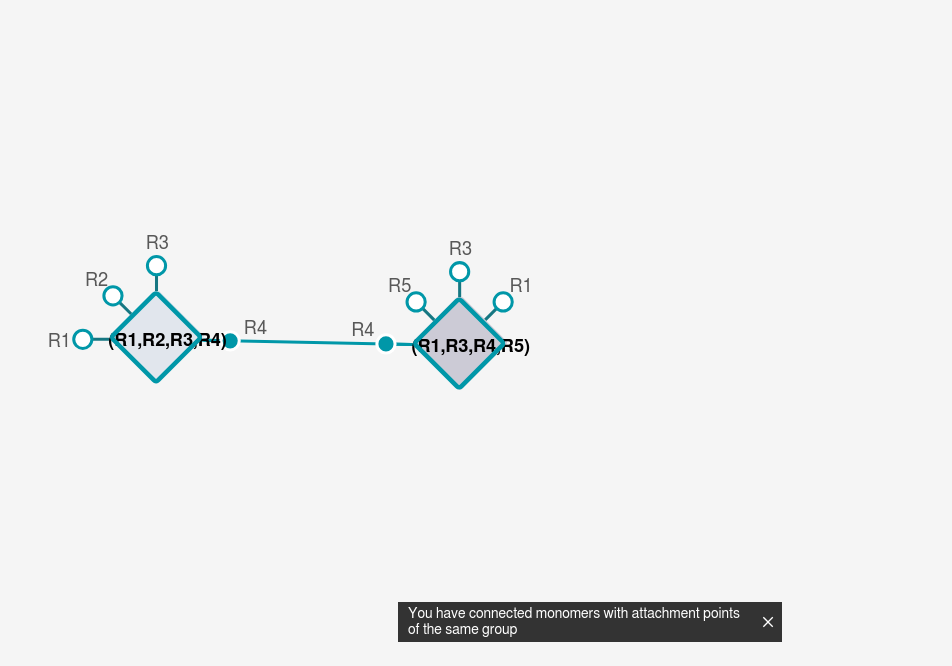 R3
R3
R2
R5
R1
R4
R4
R1
(R1,R2,R3,R4)
(R1,R3,R4,R5)
You have connected monomers with attachment points
of the same group